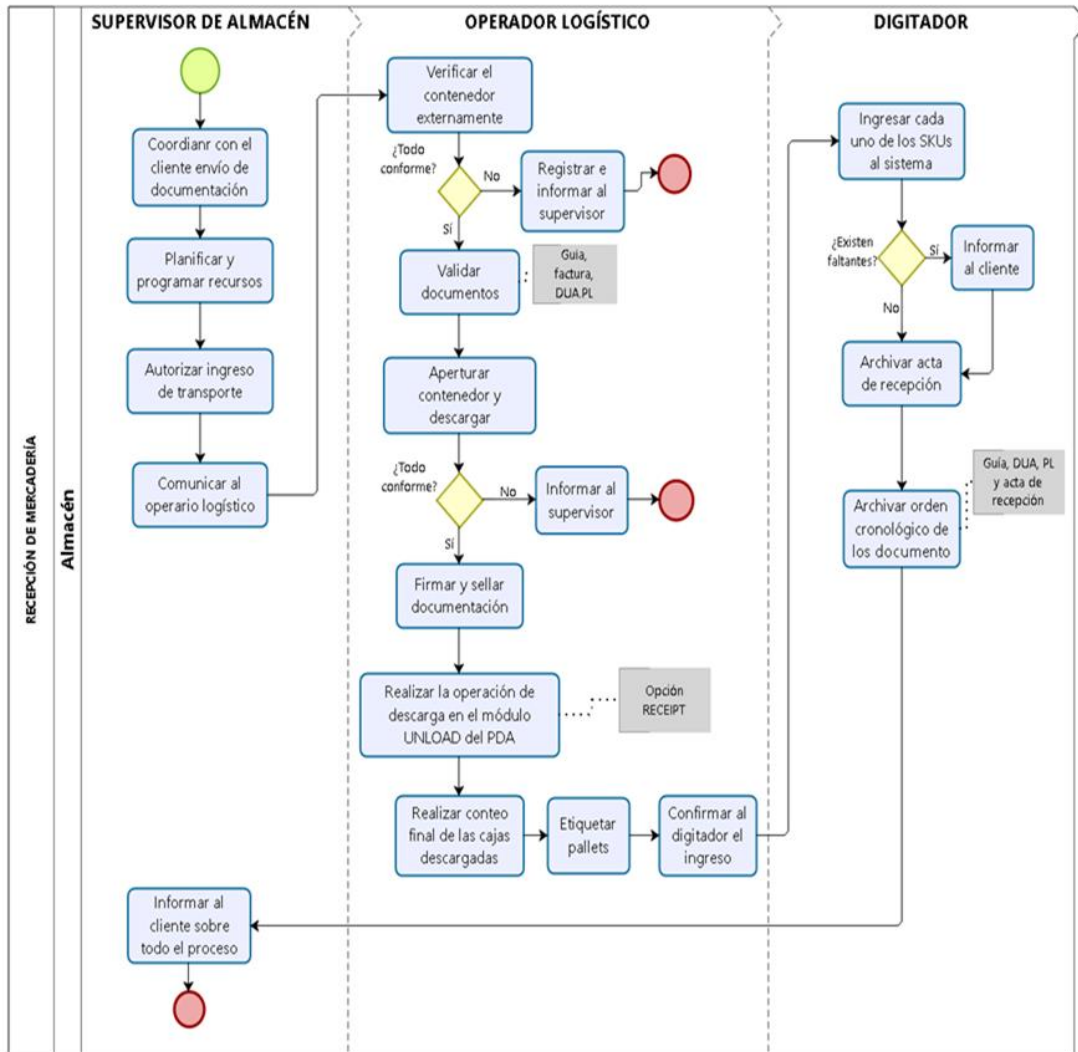 SUPERVISOR DE ALMACÉN
OPERADOR LOGÍSTICO
DIGITADOR
RECEPCIÓN DE MERCADERÍA
Almacén
Coordianr con el
cliente envío de
documentación
Planificar y
programar recursos
Autorizar ingreso
de transporte
Comunicar al
operario logístico
Verificar el
contenedor
externamente
¿Todo
conforme?
No
Registrar e
informar al
supervisor
Sí
Validar
documentos
Guia,
factura,
DUA.PL
Aperturar
contenedor y
descargar
¿Todo
conforme?
No
Informar al
supervisor
Sí
Firmar y sellar
documentación
Realizar la operación de
descarga en el módulo
UNLOAD del PDA
Opción
RECEIPT
Realizar conteo
final de las cajas
descargadas
Etiquetar
pallets
Confirmar al
digitador el
ingreso
Ingresar cada
uno de los SKUs
al sistema
¿Existen
faltantes?
Sí
Informar
al cliente
No
Archivar acta
de recepción
Guía, DUA, PL
y acta de
recepción
Archivar orden
cronológico de
los documento
Informar al
cliente sobre
todo el proceso